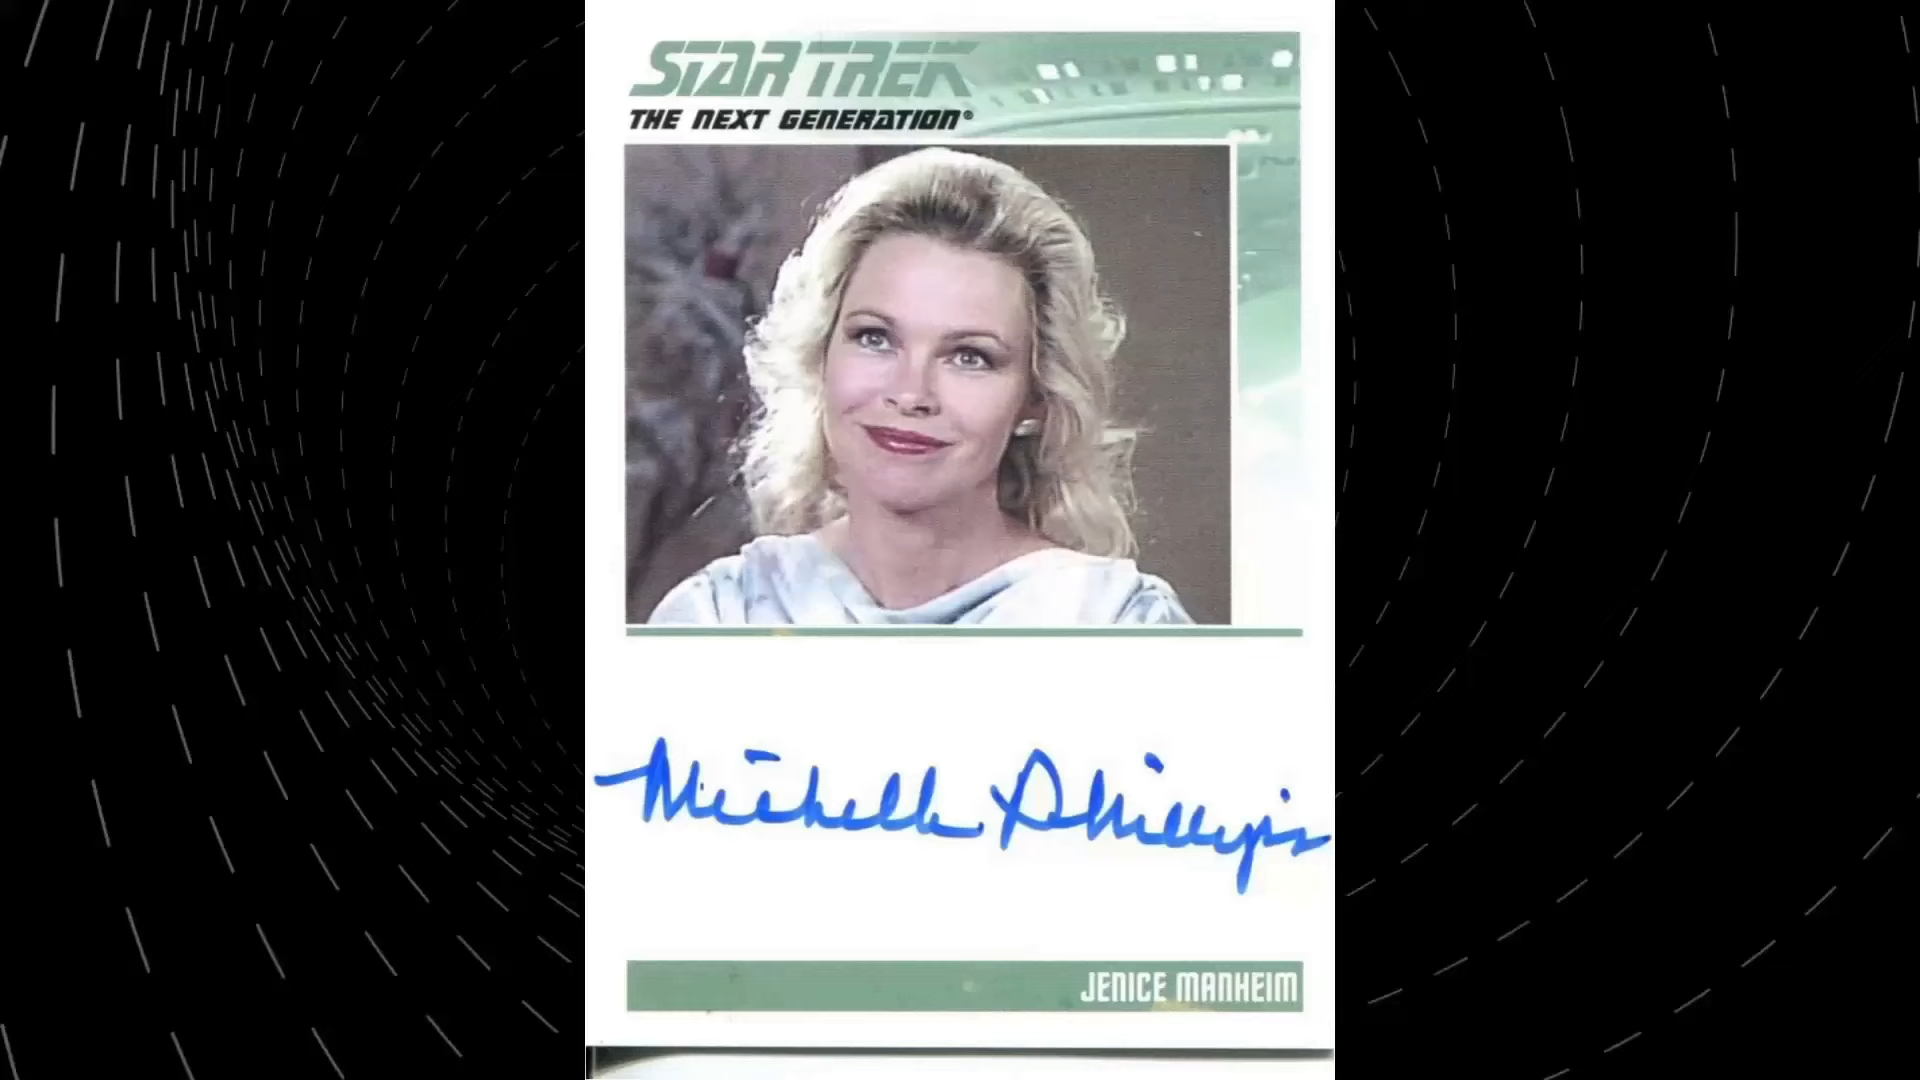 STAR TREK
THE NEXT GENERATION®
Michelle Phillips
JENICE MANHEIM